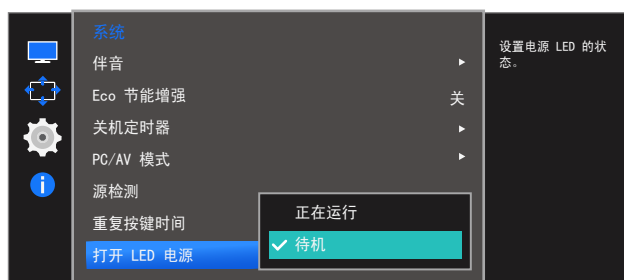 系统
伴音
Eco 节能增强 关
关机定时器
PC/AV 模式
源检测
重复按键时间
打开 LED 电源
正在运行
待机
设置电源 LED 的状
态。